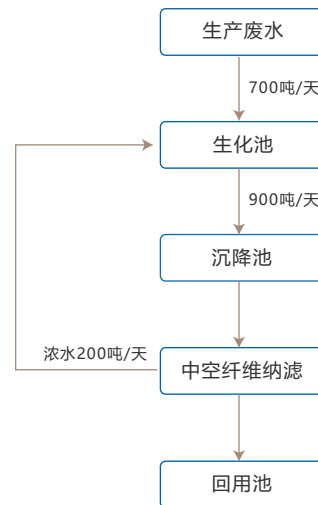 生产废水
700吨/天
生化池
900吨/天
沉降池
浓水200吨/天
中空纤维纳滤
回用池